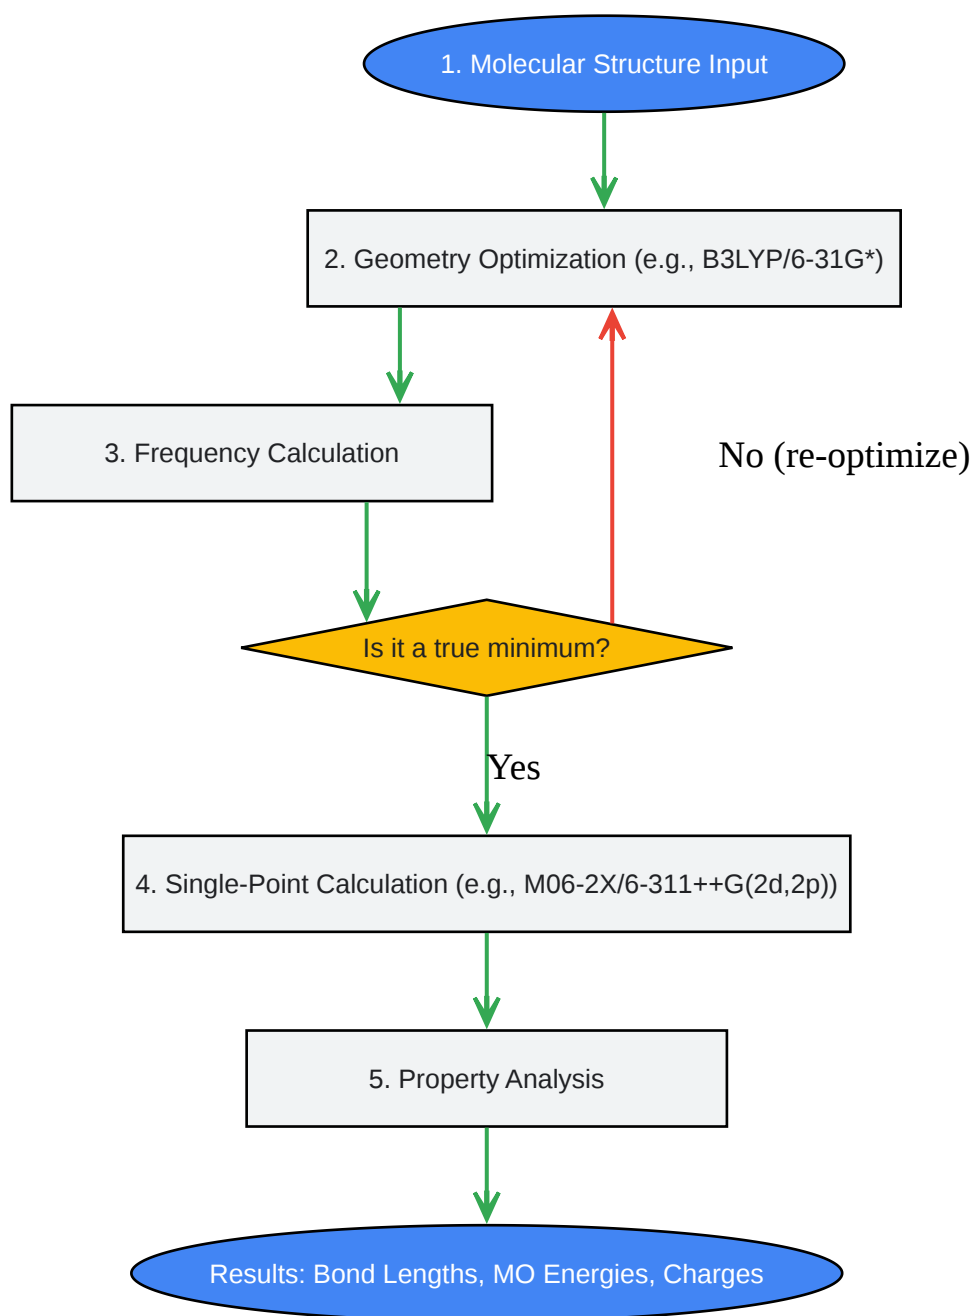 1. Molecular Structure Input
2. Geometry Optimization (e.g., B3LYP/6-31G*)
3. Frequency Calculation
No (re-optimize)
Is it a true minimum?
Yes
4. Single-Point Calculation (e.g., M06-2X/6-311++G(2d,2p))
5. Property Analysis
Results: Bond Lengths, MO Energies, Charges